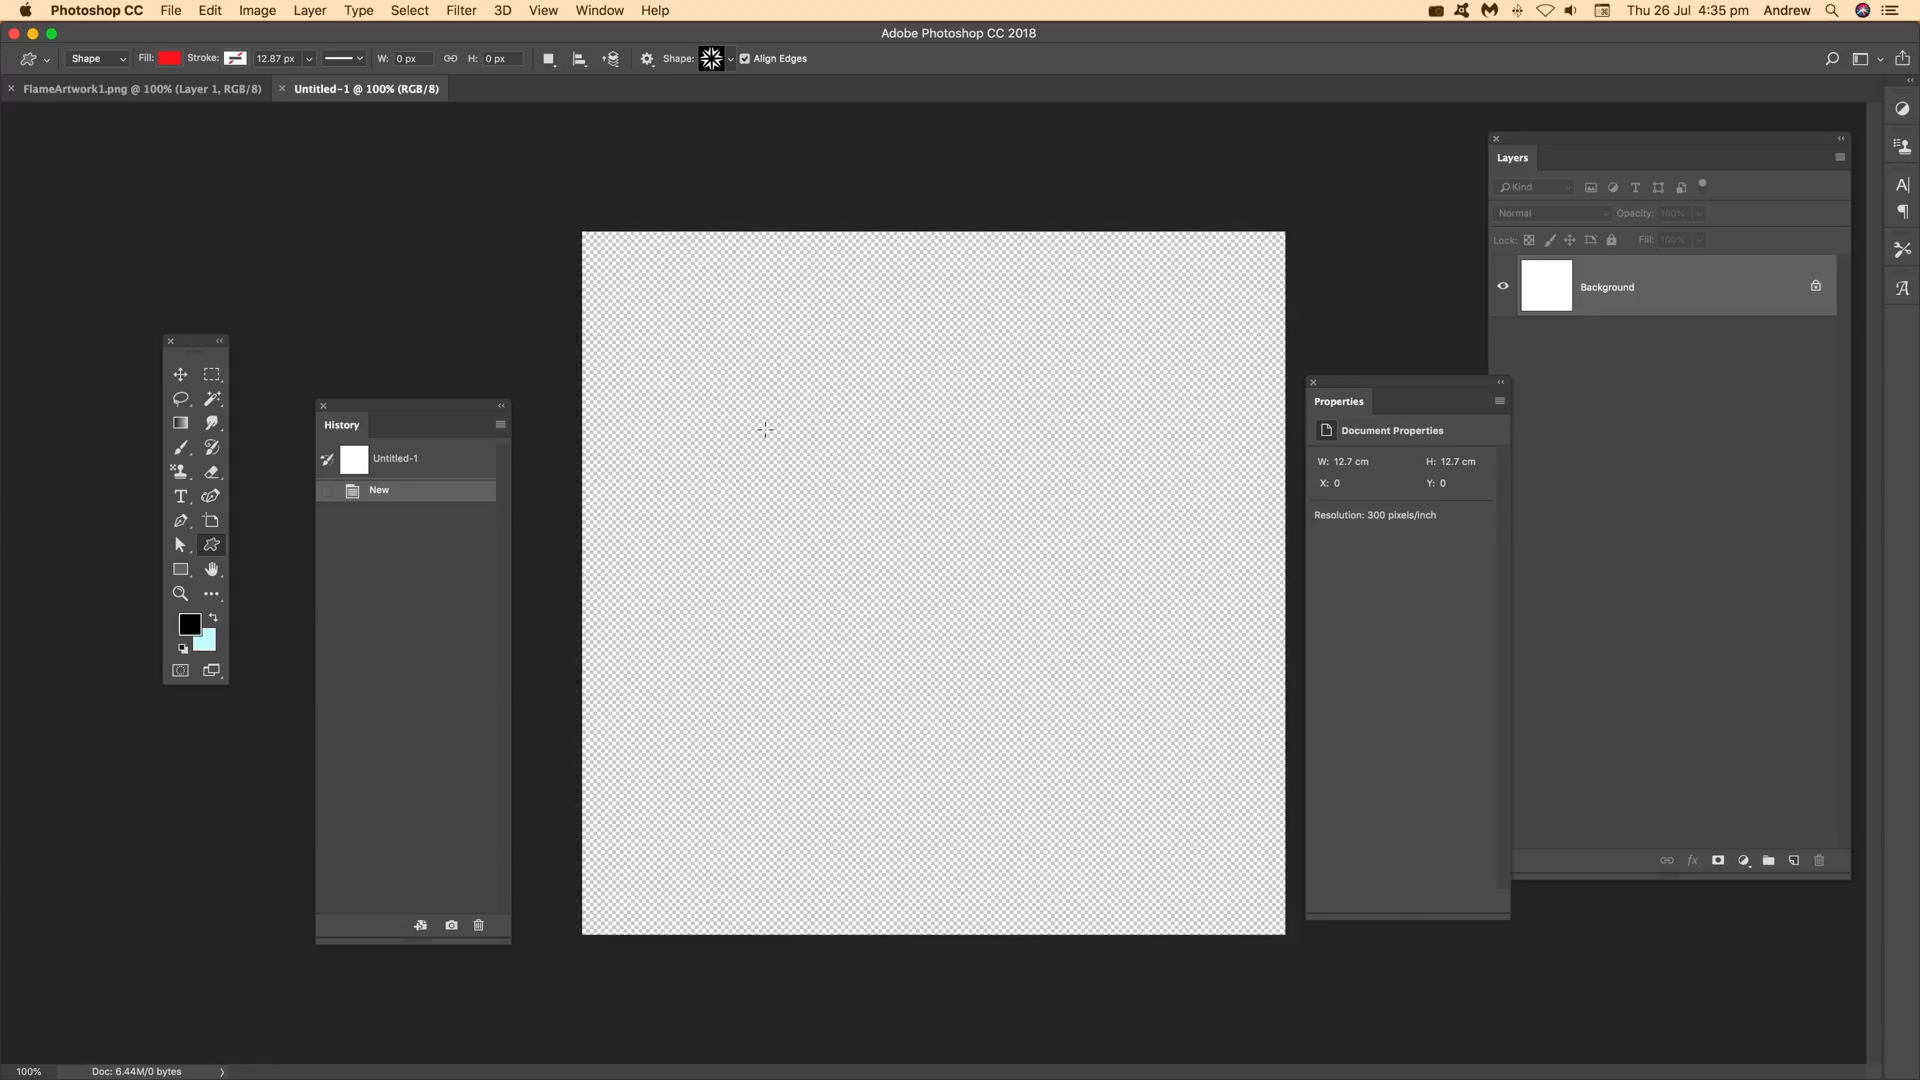 Photoshop CC File Edit Image Layer Type Select Filter 3D View Window Help Thu 26 Jul 4:35 pm Andrew
Adobe Photoshop CC 2018
Shape Fill: Stroke: 12.87 px W: 0 px H: 0 px Shape: Align Edges
FlameArtwork1.png @ 100% (Layer 1, RGB/8) Untitled-1 @ 100% (RGB/8)
Layers
Kind
Normal Opacity: 100%
Lock: Fill: 100%
Background
History
Untitled-1
New
Properties
Document Properties
W: 12.7 cm H: 12.7 cm
X: 0 Y: 0
Resolution: 300 pixels/inch
100% Doc: 6.44M/0 bytes